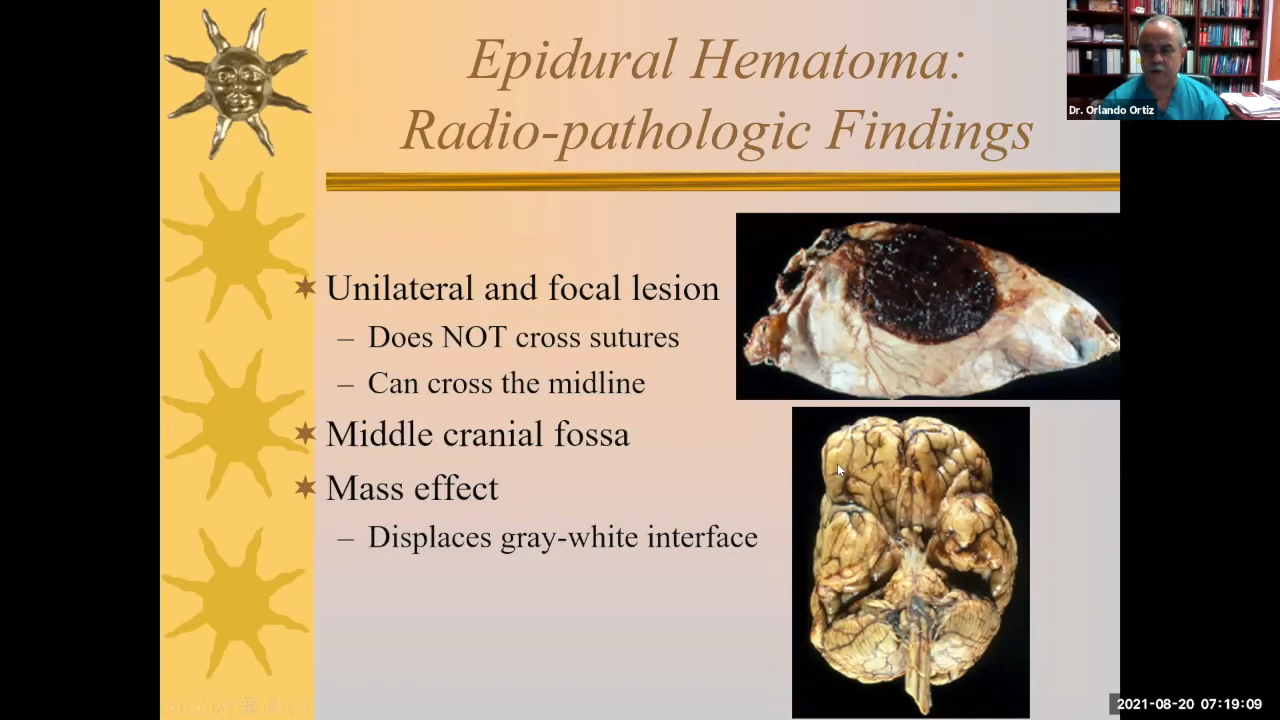 Epidural Hematoma:
Radio-pathologic Findings
Dr. Orlando Ortiz
Unilateral and focal lesion
– Does NOT cross sutures
– Can cross the midline
Middle cranial fossa
Mass effect
– Displaces gray-white interface
2021-08-20 07:19:09